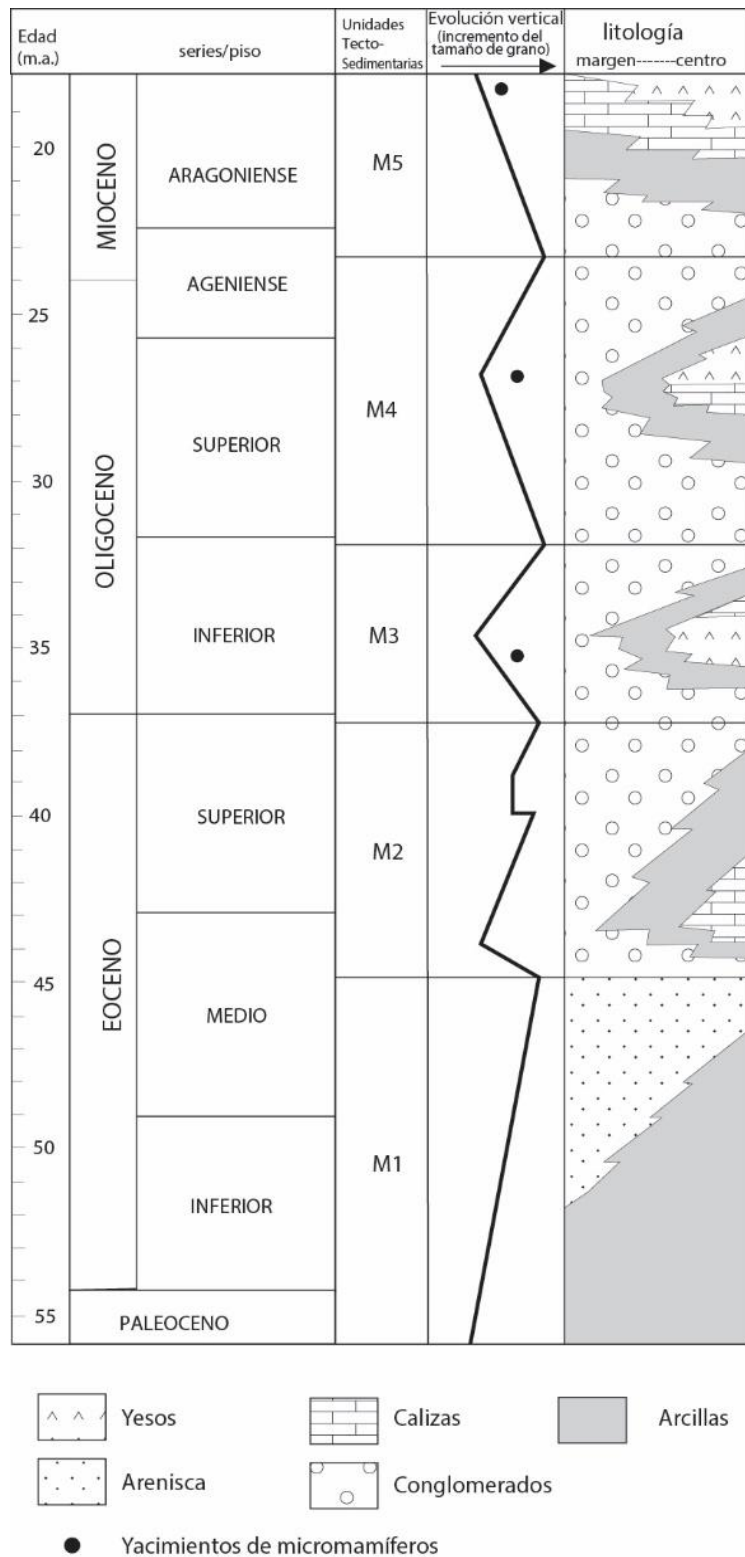 Edad
(m.a.)
series/piso
Unidades
Tecto-
Sedimentarias
Evolución vertical
(incremento del
tamaño de grano)
litología
margen-------centro
20
25
30
35
40
45
50
55
MIOCENO
OLIGOCENO
EOCENO
PALEOCENO
ARAGONIENSE
AGENIENSE
SUPERIOR
INFERIOR
SUPERIOR
MEDIO
INFERIOR
M5
M4
M3
M2
M1
Yesos
Calizas
Arcillas
Arenisca
Conglomerados
Yacimientos de micromamíferos